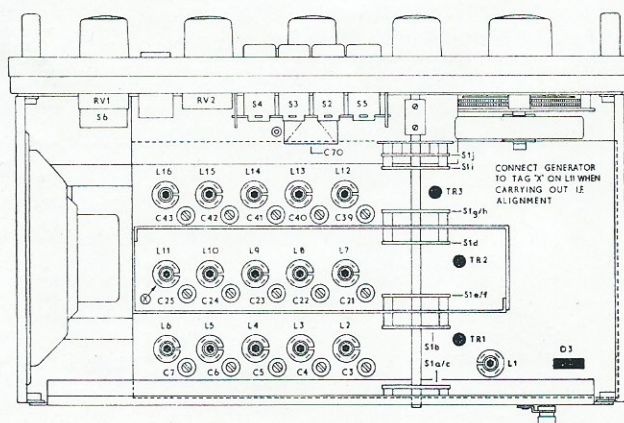 RV1
S6
RV2
S4 S3 S2 S5
C70
S1j
S1i
L16 L15 L14 L13 L12
TR3
CONNECT GENERATOR
TO TAG 'X' ON L11 WHEN
CARRYING OUT I.F.
ALIGNMENT
C43 C42 C41 C40 C39
S1g/h
S1d
L11 L10 L9 L8 L7
TR2
X
C25 C24 C23 C22 C21
S1e/f
L6 L5 L4 L3 L2
TR1
S1b
D3
S1a/c
L1
C7 C6 C5 C4 C3